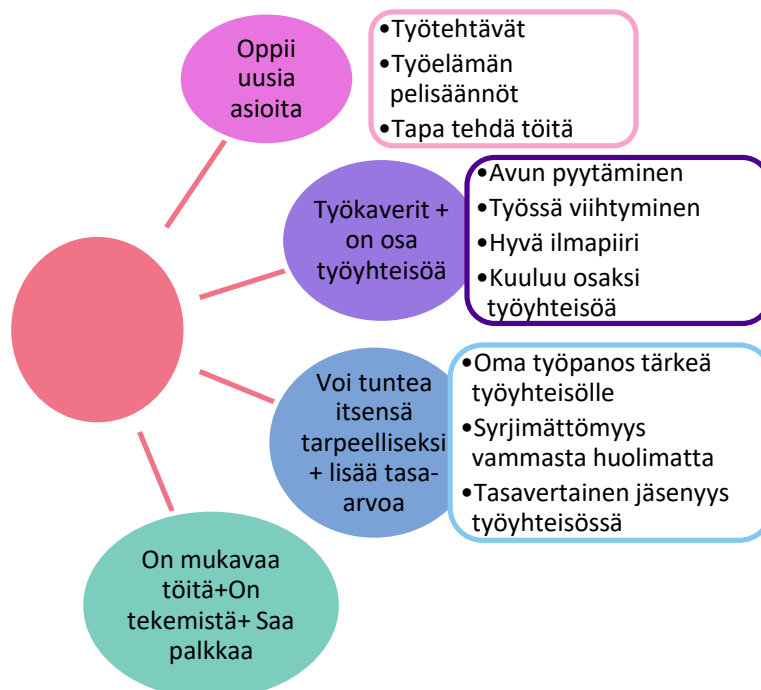 Oppii
uusia
asioita
•Työtehtävät
•Työelämän
pelisäännöt
•Tapa tehdä töitä
Työkaverit +
on osa
työyhteisöä
•Avun pyytäminen
•Työssä viihtyminen
•Hyvä ilmapiiri
•Kuuluu osaksi
työyhteisöä
Voi tuntea
itsensä
tarpeelliseksi
+ lisää tasa-
arvoa
•Oma työpanos tärkeä
työyhteisölle
•Syrjimättömyys
vammasta huolimatta
•Tasavertainen jäsenyys
työyhteisössä
On mukavaa
töitä+On
tekemistä+ Saa
palkkaa